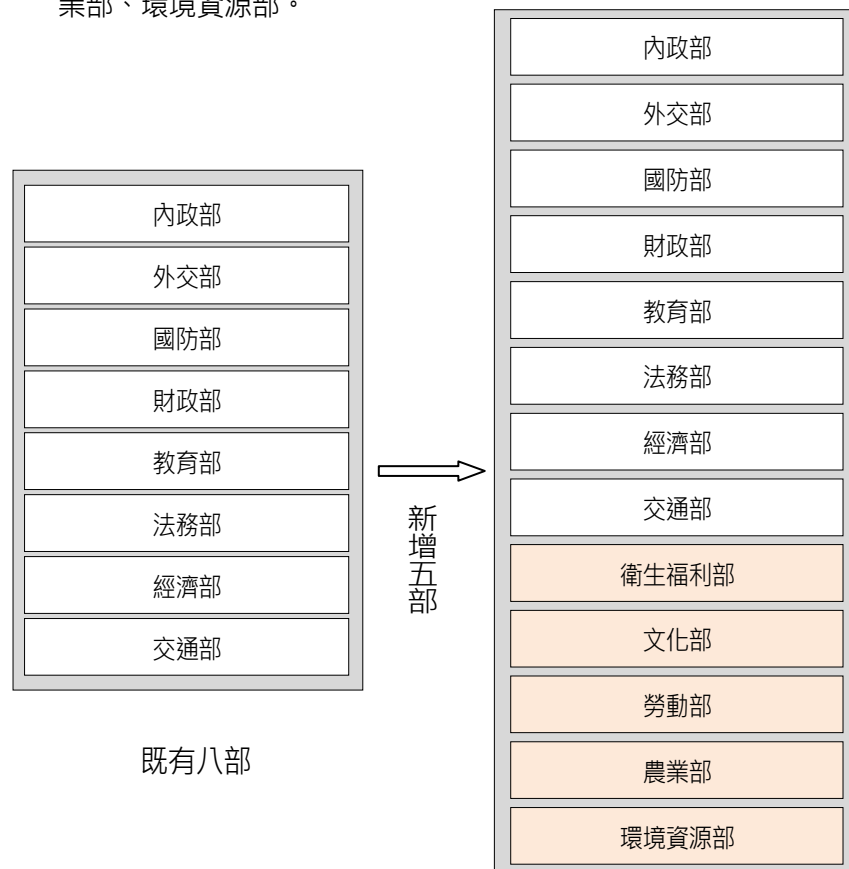 業部、環境資源部。
內政部
外交部
國防部
財政部
教育部
法務部
經濟部
交通部
既有八部
新增五部
內政部
外交部
國防部
財政部
教育部
法務部
經濟部
交通部
衛生福利部
文化部
勞動部
農業部
環境資源部